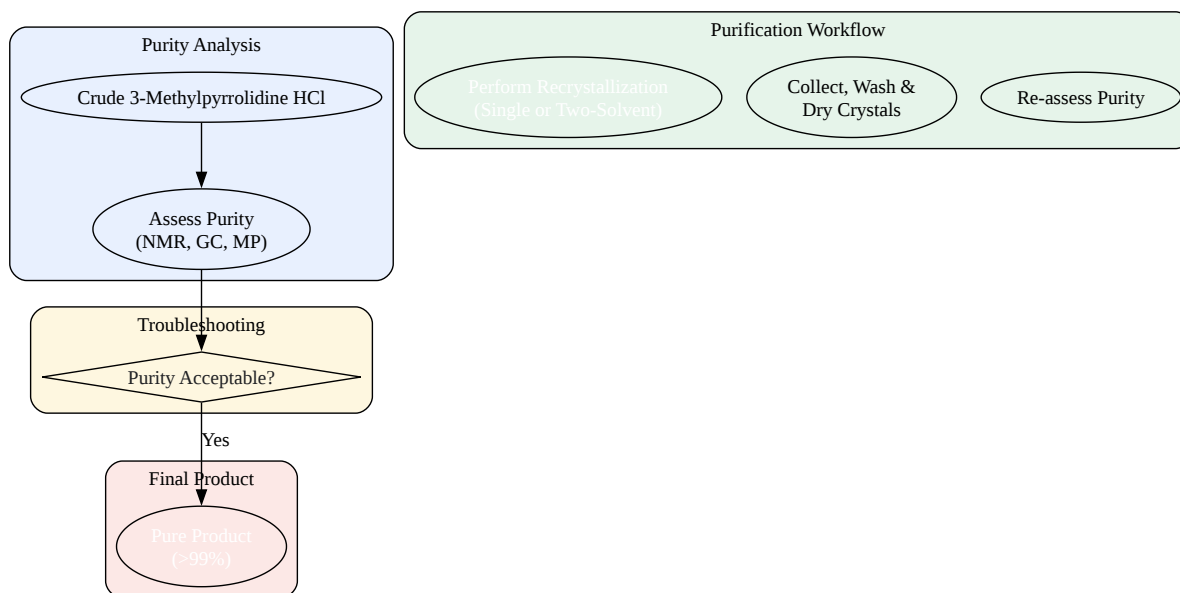 Purity Analysis
Crude 3-Methylpyrrolidine HCl
Assess Purity
(NMR, GC, MP)
Troubleshooting
Purity Acceptable?
Yes
Final Product
Pure Product
(>99%)
Purification Workflow
Perform Recrystallization
(Single or Two-Solvent)
Collect, Wash &
Dry Crystals
Re-assess Purity